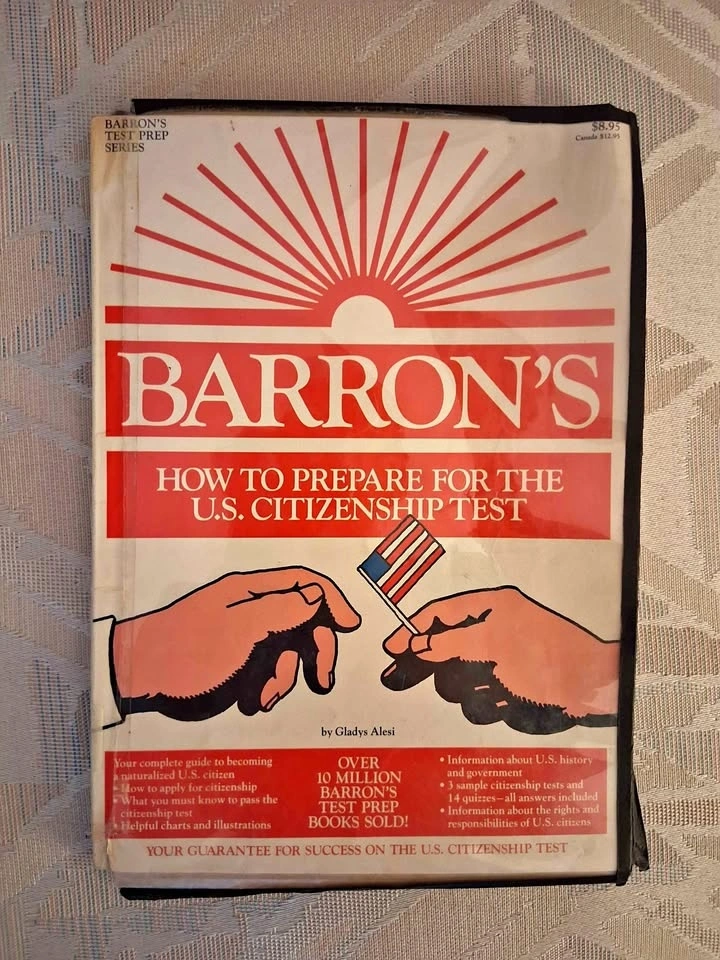 BARRON'S
TEST PREP
SERIES
$8.95
Canada $12.95
BARRON'S
HOW TO PREPARE FOR THE
U.S. CITIZENSHIP TEST
by Gladys Alesi
Your complete guide to becoming
a naturalized U.S. citizen
• How to apply for citizenship
• What you must know to pass the
citizenship test
• Helpful charts and illustrations
OVER
10 MILLION
BARRON'S
TEST PREP
BOOKS SOLD!
• Information about U.S. history
and government
• 3 sample citizenship tests and
14 quizzes—all answers included
• Information about the rights and
responsibilities of U.S. citizens
YOUR GUARANTEE FOR SUCCESS ON THE U.S. CITIZENSHIP TEST